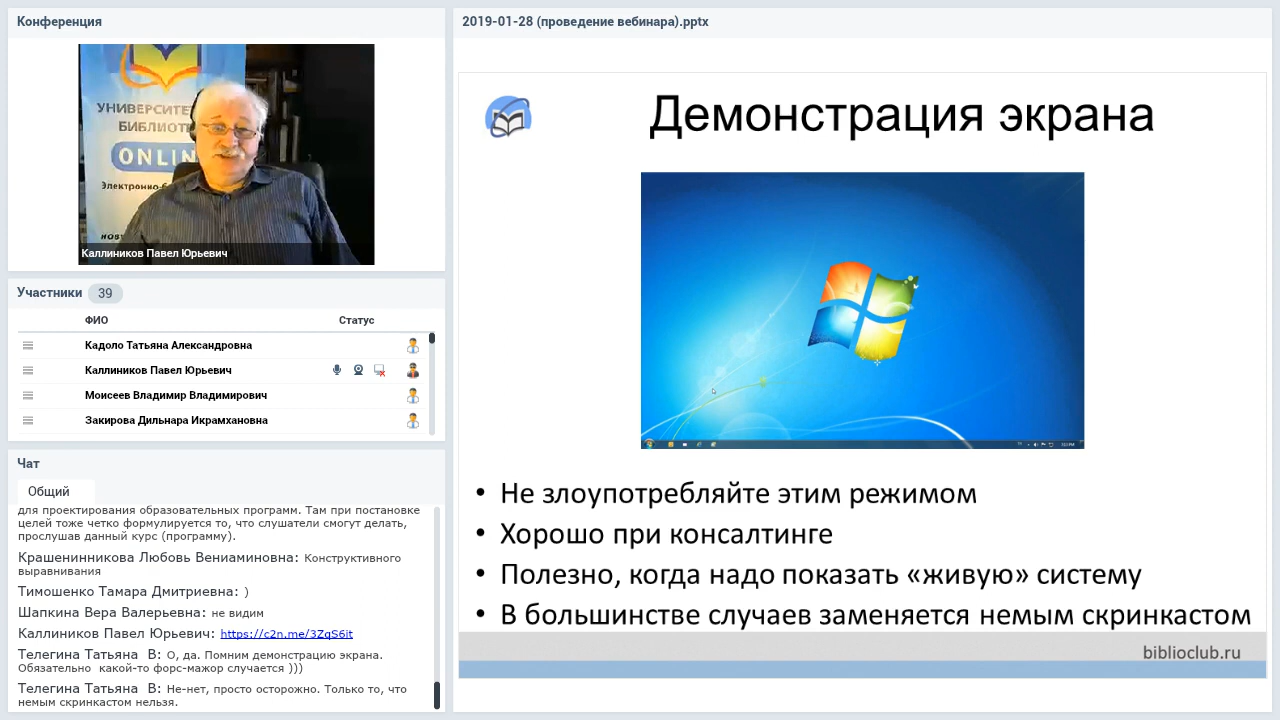 Конференция
УНИВЕРСИТЕ
БИБЛИОТ
ONLIN
Каллиников Павел Юрьевич
Участники 39
ФИО Статус
Кадоло Татьяна Александровна
Каллиников Павел Юрьевич
Моисеев Владимир Владимирович
Закирова Дильнара Икрамхановна
Чат
Общий
для проектирования образовательных программ. Там при постановке
целей тоже четко формулируется то, что слушатели смогут делать,
прослушав данный курс (программу).
Крашенинникова Любовь Вениаминовна: Конструктивного
выравнивания
Тимошенко Тамара Дмитриевна: )
Шапкина Вера Валерьевна: не видим
Каллиников Павел Юрьевич: https://c2n.me/3ZqS6it
Телегина Татьяна В: О, да. Помним демонстрацию экрана.
Обязательно какой-то форс-мажор случается )))
Телегина Татьяна В: Не-нет, просто осторожно. Только то, что
немым скринкастом нельзя.
2019-01-28 (проведение вебинара).pptx
Демонстрация экрана
• Не злоупотребляйте этим режимом
• Хорошо при консалтинге
• Полезно, когда надо показать «живую» систему
• В большинстве случаев заменяется немым скринкастом
biblioclub.ru